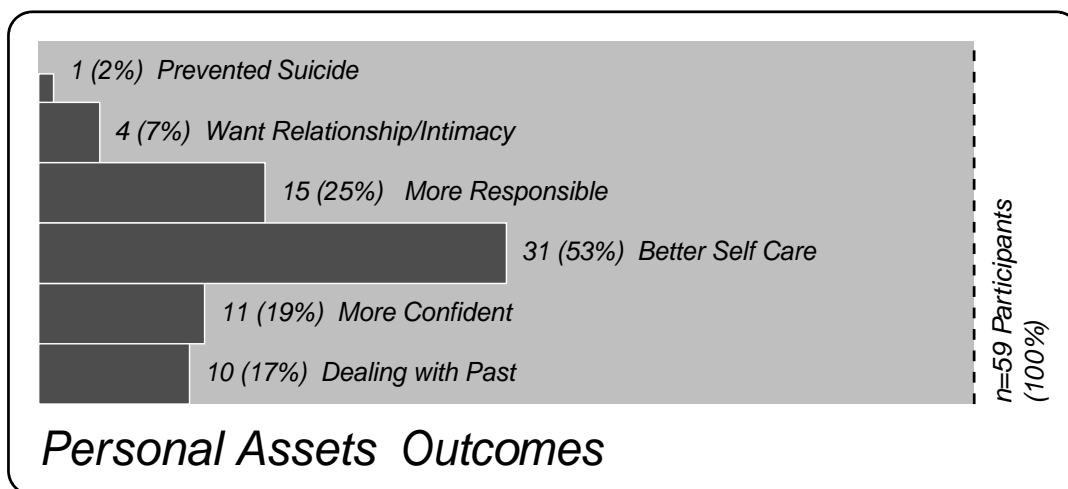 1 (2%) Prevented Suicide
4 (7%) Want Relationship/Intimacy
15 (25%) More Responsible
31 (53%) Better Self Care
11 (19%) More Confident
10 (17%) Dealing with Past
n=59 Participants
(100%)
Personal Assets Outcomes